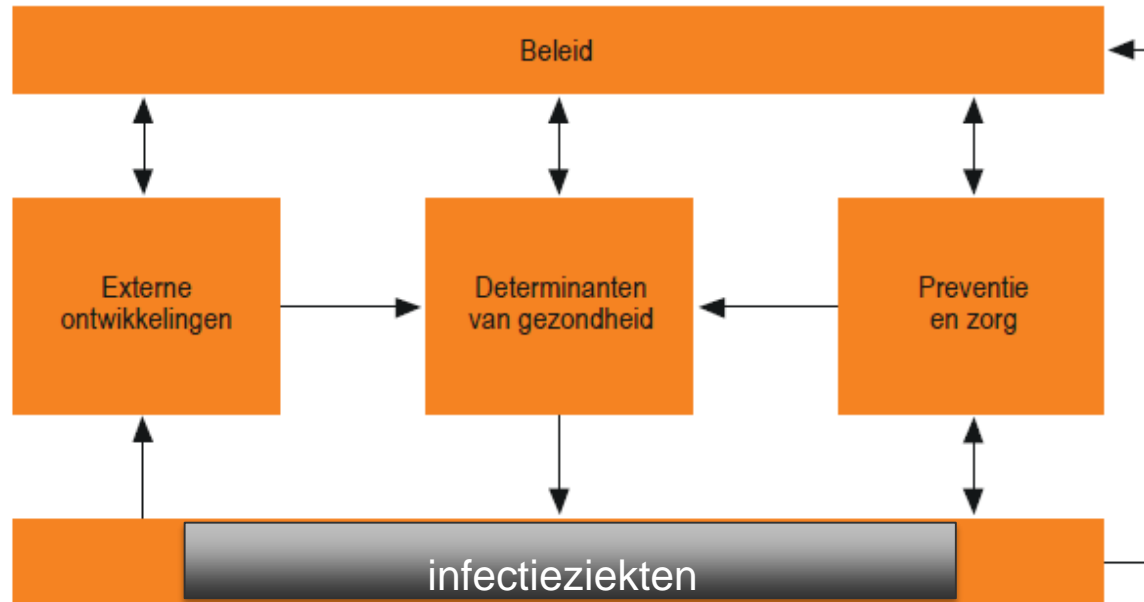 Beleid
Externe
ontwikkelingen
Determinanten
van gezondheid
Preventie
en zorg
infectieziekten